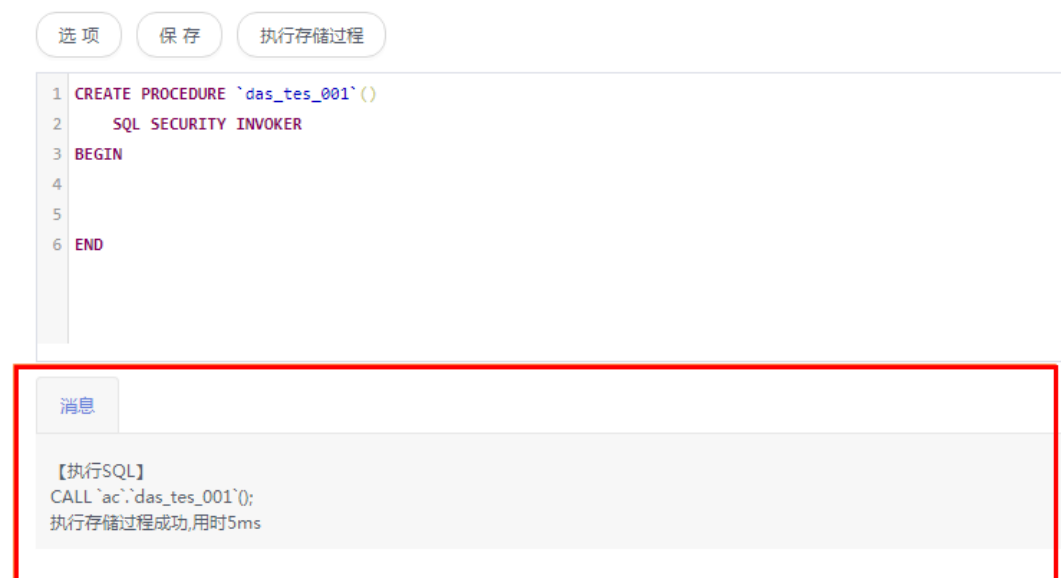 选 项 保 存 执行存储过程
1 CREATE PROCEDURE `das_tes_001`()
2 SQL SECURITY INVOKER
3 BEGIN
4
5
6 END
消息
【执行SQL】
CALL `ac`.`das_tes_001`();
执行存储过程成功,用时5ms